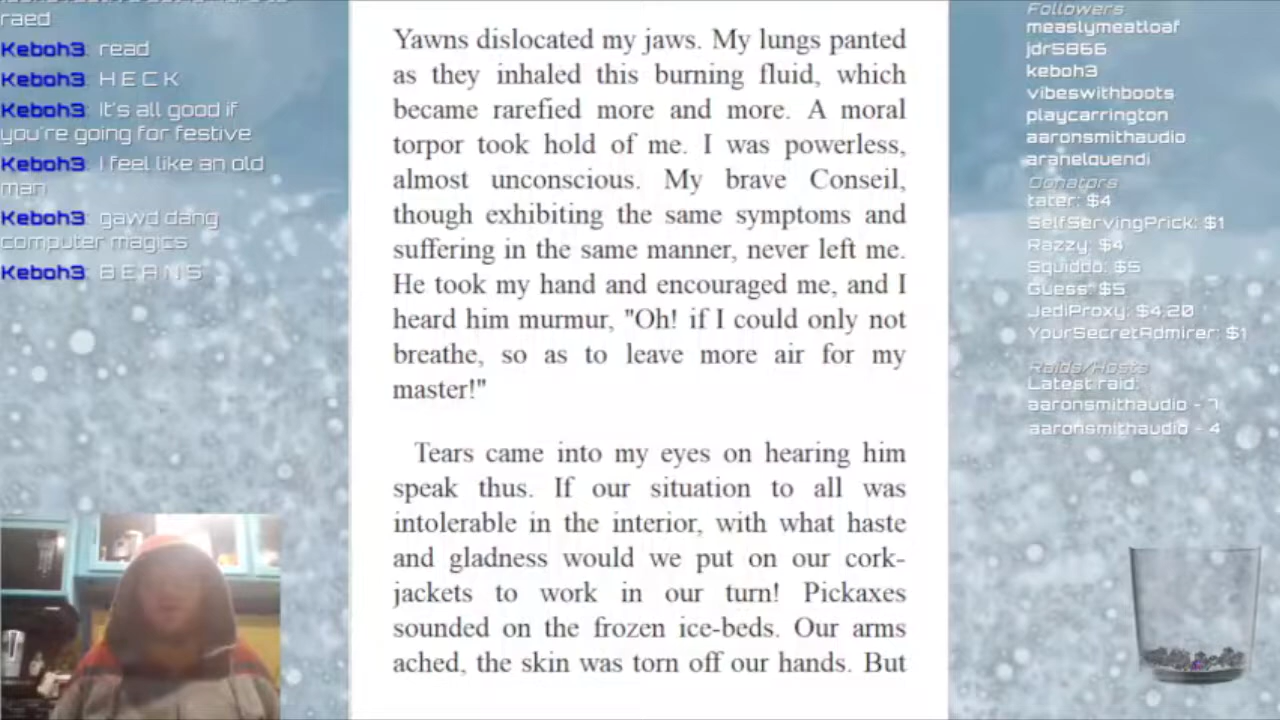 raed
Keboh3: read
Keboh3: H E C K
Keboh3: It's all good if
you're going for festive
Keboh3: I feel like an old
man
Keboh3: gawd dang
computer magics
Keboh3: B E A N S
Yawns dislocated my jaws. My lungs panted
as they inhaled this burning fluid, which
became rarefied more and more. A moral
torpor took hold of me. I was powerless,
almost unconscious. My brave Conseil,
though exhibiting the same symptoms and
suffering in the same manner, never left me.
He took my hand and encouraged me, and I
heard him murmur, "Oh! if I could only not
breathe, so as to leave more air for my
master!"
Tears came into my eyes on hearing him
speak thus. If our situation to all was
intolerable in the interior, with what haste
and gladness would we put on our cork-
jackets to work in our turn! Pickaxes
sounded on the frozen ice-beds. Our arms
ached, the skin was torn off our hands. But
Followers
measlymeatloaf
jdr5866
keboh3
vibeswithboots
playcarrington
aaronsmithaudio
aranelavendi
Donators
tater: $4
SelfServingPrick: $1
Razzy: $4
Squidoo: $5
Guess: $5
JediProxy: $4.20
YourSecretAdmirer: $1
Raids/Hosts
Latest raid:
aaronsmithaudio - 7
aaronsmithaudio - 4